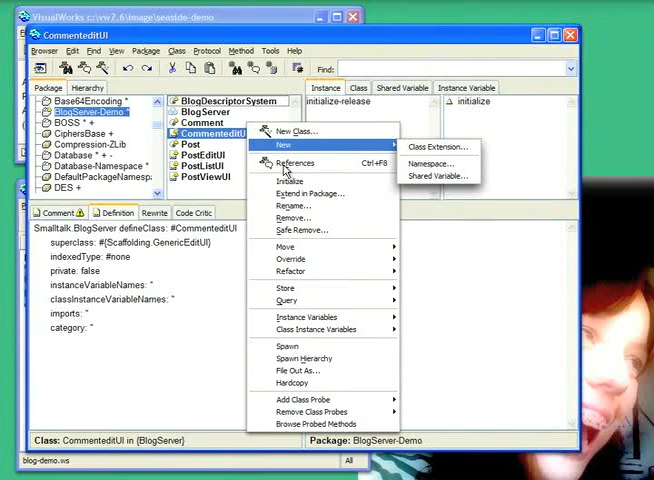 VisualWorks c:\vw7.6\image\seaside-demo
CommenteditUI
Browser Edit Find View Package Class Protocol Method Tools Help
Find:
Package Hierarchy
Instance Class Shared Variable Instance Variable
Base64Encoding * +
BlogServer-Demo *
BOSS * +
CiphersBase +
Compression-ZLib
Database * - +
Database-Namespace * +
DefaultPackageNamespa
DES +
BlogDescriptorSystem
BlogServer
Comment
CommenteditUI
Post
PostEditUI
PostListUI
PostViewUI
initialize-release
initialize
New Class...
New
References Ctrl+F8
Initialize
Extend in Package...
Rename...
Remove...
Safe Remove...
Move
Override
Refactor
Store
Query
Instance Variables
Class Instance Variables
Spawn
Spawn Hierarchy
File Out As...
Hardcopy
Add Class Probe
Remove Class Probes
Browse Probed Methods
Class Extension...
Namespace...
Shared Variable...
Comment Definition Rewrite Code Critic
Smalltalk.BlogServer defineClass: #CommenteditUI
superclass: #{Scaffolding.GenericEditUI}
indexedType: #none
private: false
instanceVariableNames: ''
classInstanceVariableNames: ''
imports: ''
category: ''
Class: CommenteditUI in {BlogServer}
Package: BlogServer-Demo
blog-demo.ws
All